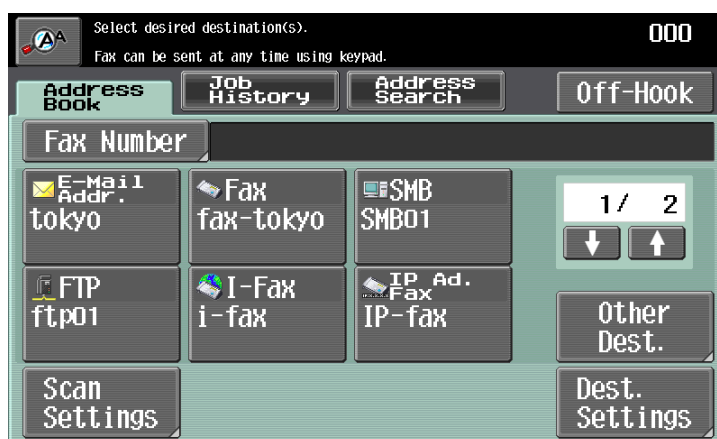 Select desired destination(s).
000
Fax can be sent at any time using keypad.
Address
Book
Job
History
Address
Search
Off-Hook
Fax Number
E-Mail
Addr.
tokyo
Fax
fax-tokyo
SMB
SMB01
1/ 2
FTP
ftp01
I-Fax
i-fax
IP Ad.
Fax
IP-fax
Other
Dest.
Scan
Settings
Dest.
Settings